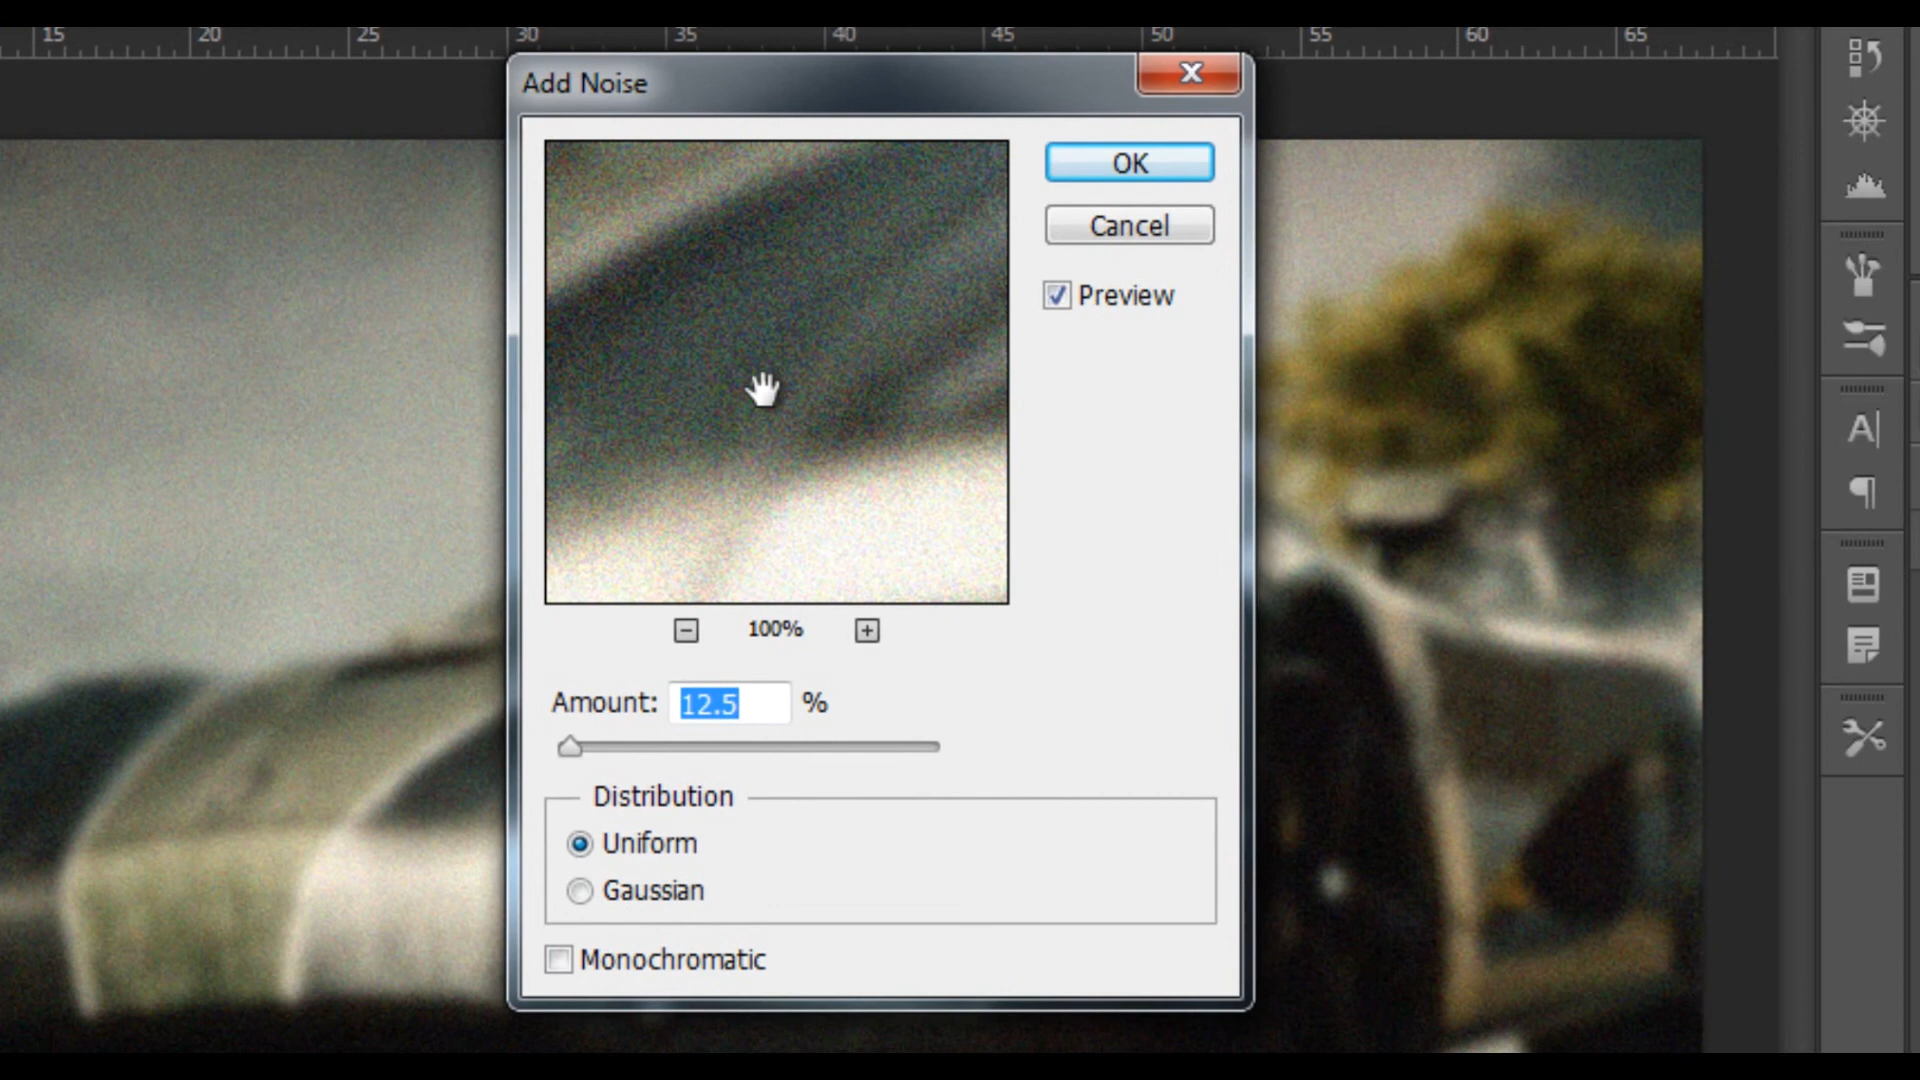 15 20 25 30 35 40 45 50 55 60 65
Add Noise
OK
Cancel
Preview
100%
Amount: 12.5 %
Distribution
Uniform
Gaussian
Monochromatic